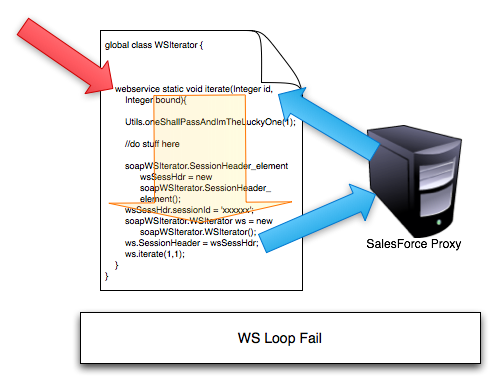 global class WSIterator {
webservice static void iterate(Integer id,
Integer bound){
Utils.oneShallPassAndImTheLuckyOne(1);
//do stuff here
soapWSIterator.SessionHeader_element
wsSessHdr = new
soapWSIterator.SessionHeader_
element();
wsSessHdr.sessionId = 'xxxxxx';
soapWSIterator.WSIterator ws = new
soapWSIterator.WSIterator();
ws.SessionHeader = wsSessHdr;
ws.iterate(1,1);
}
}
SalesForce Proxy
WS Loop Fail